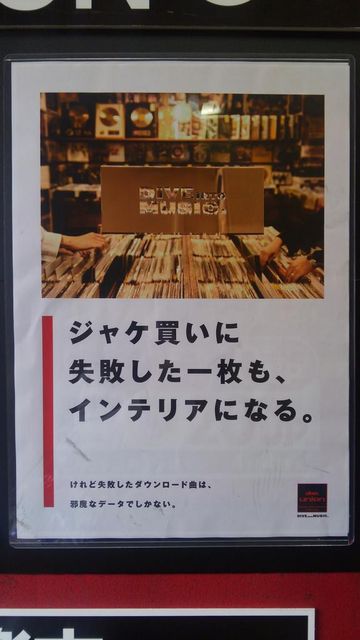 DIVE INTO
MUSIC.
ジャケ買いに
失敗した一枚も、
インテリアになる。
けれど失敗したダウンロード曲は、
邪魔なデータでしかない。
disk
union
DIVE INTO MUSIC.